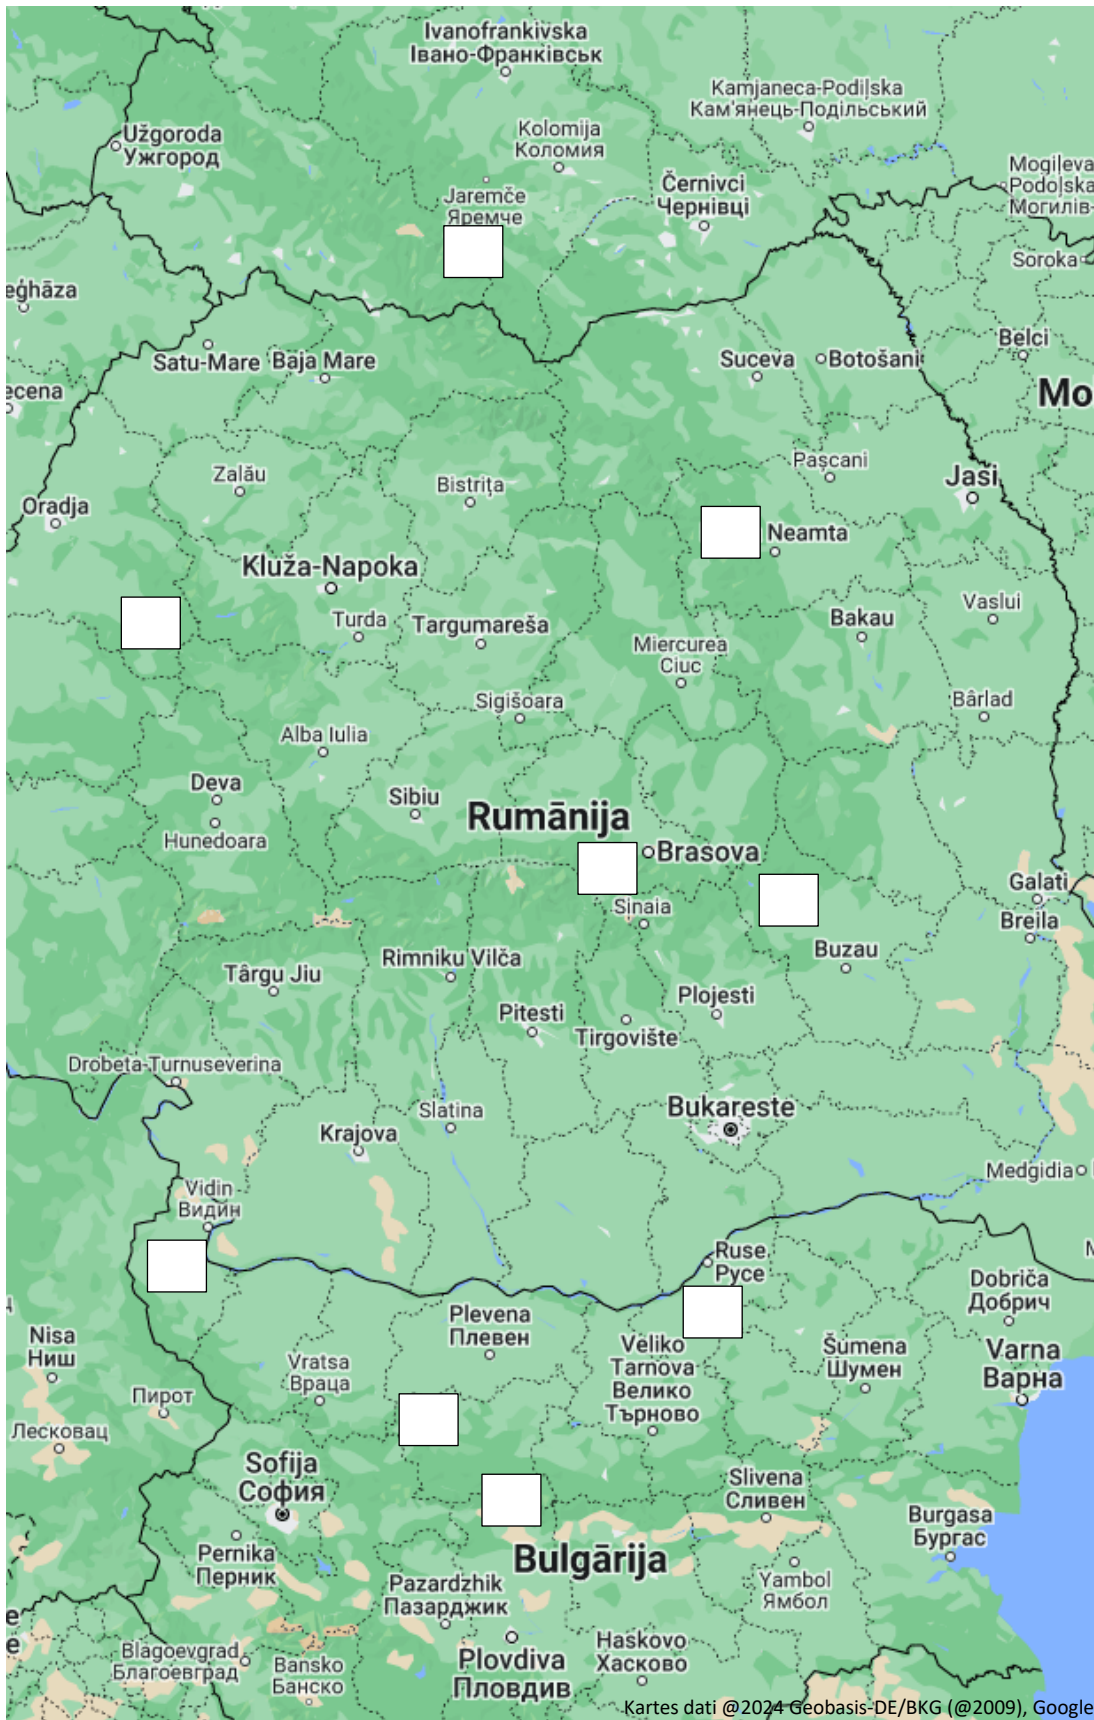 Ivanofrankivska
Івано-Франківськ
Kamjaneca-Podiļska
Кам'янець-Подільський
Užgoroda
Ужгород
Kolomija
Коломия
Mogiļeva
Podoļska
Могилів-
Jaremče
Яремче
Černivci
Чернівці
Soroka
eģhāza
Belci
Satu-Mare
Baja Mare
Suceva
Botošani
ecena
Mo
Zalău
Bistrița
Pașcani
Jasi
Oradja
Neamta
Kluža-Napoka
Turda
Targumareša
Miercurea
Ciuc
Bakau
Vaslui
Sigišoara
Bârlad
Alba Iulia
Deva
Hunedoara
Sibiu
Rumānija
Brasova
Galati
Sinaia
Breila
Buzau
Târgu Jiu
Rimniku Vilča
Pitesti
Plojesti
Tirgovište
Drobeta-Turnuseverina
Slatina
Krajova
Bukareste
Medgidia
Vidin
Видин
Ruse
Русе
Dobriča
Добрич
Nisa
Ниш
Plevena
Плевен
Veliko
Tarnova
Велико
Търново
Šumena
Шумен
Varna
Варна
Vratsa
Враца
Пирот
Лесковац
Sofija
София
Slivena
Сливен
Burgasa
Бургас
Pernika
Перник
Bulgārija
Pazardzhik
Пазарджик
Yambol
Ямбол
Blagoevgrad
Благоевград
Bansko
Банско
Plovdiva
Пловдив
Haskovo
Хасково
Kartes dati @2024 Geobasis-DE/BKG (@2009), Google